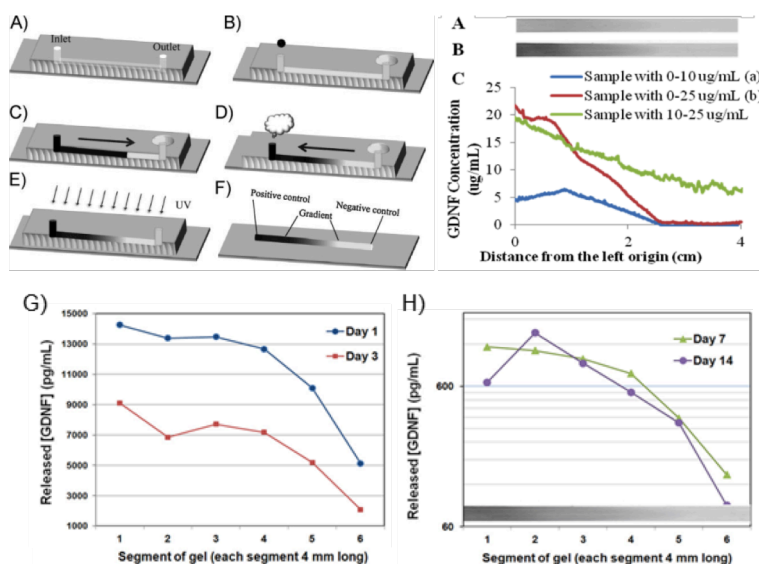 A)
Inlet
Outlet
B)
C)
D)
E)
UV
F)
Positive control
Gradient
Negative control
A
B
C
Sample with 0-10 ug/mL (a)
Sample with 0-25 ug/mL (b)
Sample with 10-25 ug/mL
GDNF Concentration
(ug/mL)
25
20
15
10
5
0
0
2
4
Distance from the left origin (cm)
G)
Released [GDNF] (pg/mL)
15000
13000
11000
9000
7000
5000
3000
1000
Day 1
Day 3
1 2 3 4 5 6
Segment of gel (each segment 4 mm long)
H)
Released [GDNF] (pg/mL)
600
60
Day 7
Day 14
1 2 3 4 5 6
Segment of gel (each segment 4 mm long)